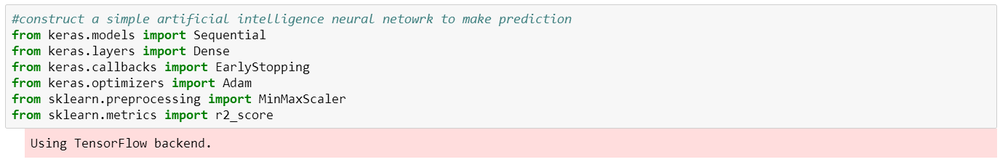 #construct a simple artificial intelligence neural netowrk to make prediction
from keras.models import Sequential
from keras.layers import Dense
from keras.callbacks import EarlyStopping
from keras.optimizers import Adam
from sklearn.preprocessing import MinMaxScaler
from sklearn.metrics import r2_score
Using TensorFlow backend.